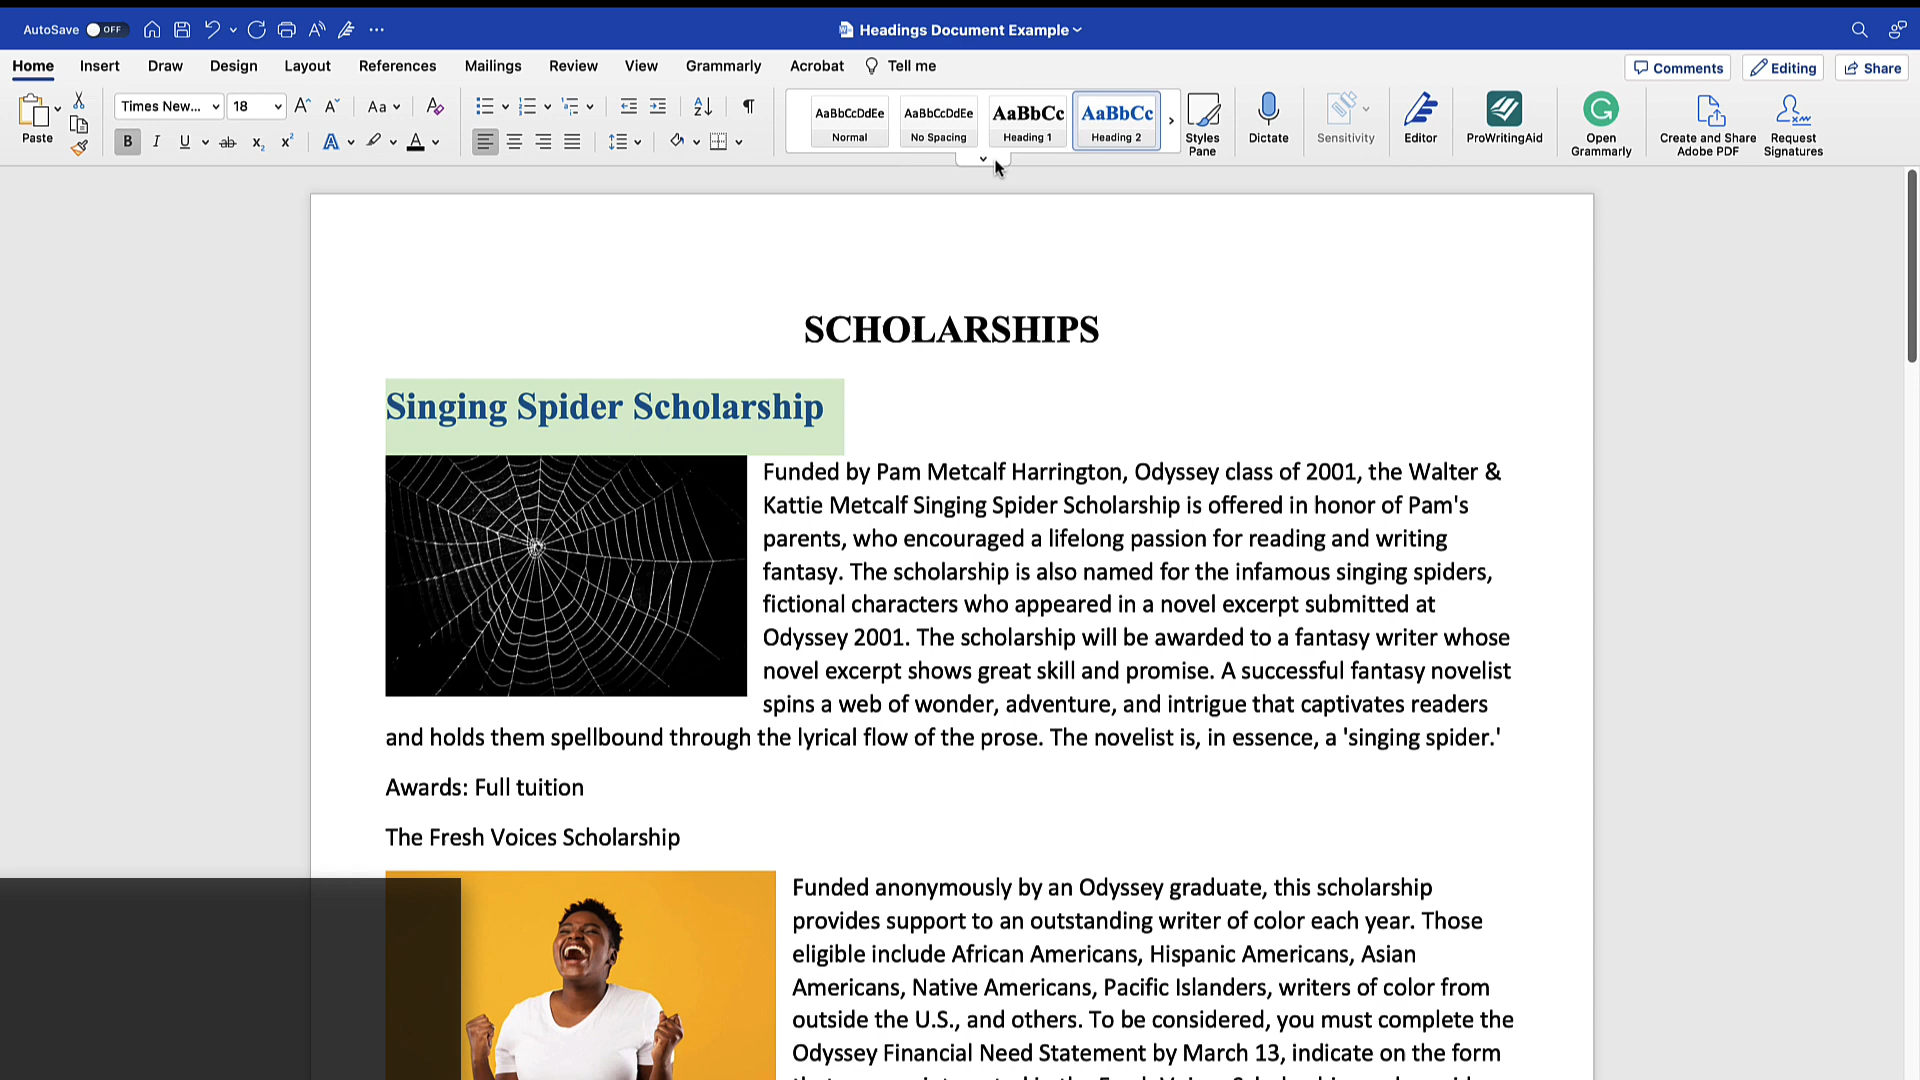 AutoSave OFF
Headings Document Example
Home Insert Draw Design Layout References Mailings Review View Grammarly Acrobat Tell me
Comments Editing Share
Paste
Times New... 18
Aa
B I U ab x₂ x² A A
AaBbCcDdEe AaBbCcDdEe AaBbCc AaBbCc
Normal No Spacing Heading 1 Heading 2
Styles Pane
Dictate
Sensitivity
Editor
ProWritingAid
Open Grammarly
Create and Share Adobe PDF
Request Signatures
SCHOLARSHIPS
Singing Spider Scholarship
Funded by Pam Metcalf Harrington, Odyssey class of 2001, the Walter &
Kattie Metcalf Singing Spider Scholarship is offered in honor of Pam's
parents, who encouraged a lifelong passion for reading and writing
fantasy. The scholarship is also named for the infamous singing spiders,
fictional characters who appeared in a novel excerpt submitted at
Odyssey 2001. The scholarship will be awarded to a fantasy writer whose
novel excerpt shows great skill and promise. A successful fantasy novelist
spins a web of wonder, adventure, and intrigue that captivates readers
and holds them spellbound through the lyrical flow of the prose. The novelist is, in essence, a 'singing spider.'
Awards: Full tuition
The Fresh Voices Scholarship
Funded anonymously by an Odyssey graduate, this scholarship
provides support to an outstanding writer of color each year. Those
eligible include African Americans, Hispanic Americans, Asian
Americans, Native Americans, Pacific Islanders, writers of color from
outside the U.S., and others. To be considered, you must complete the
Odyssey Financial Need Statement by March 13, indicate on the form